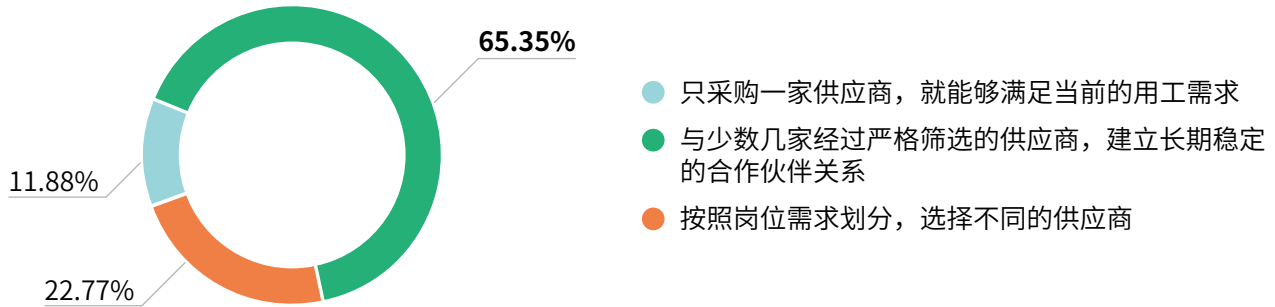 65.35%
11.88%
22.77%
只采购一家供应商，就能够满足当前的用工需求
与少数几家经过严格筛选的供应商，建立长期稳定
的合作伙伴关系
按照岗位需求划分，选择不同的供应商